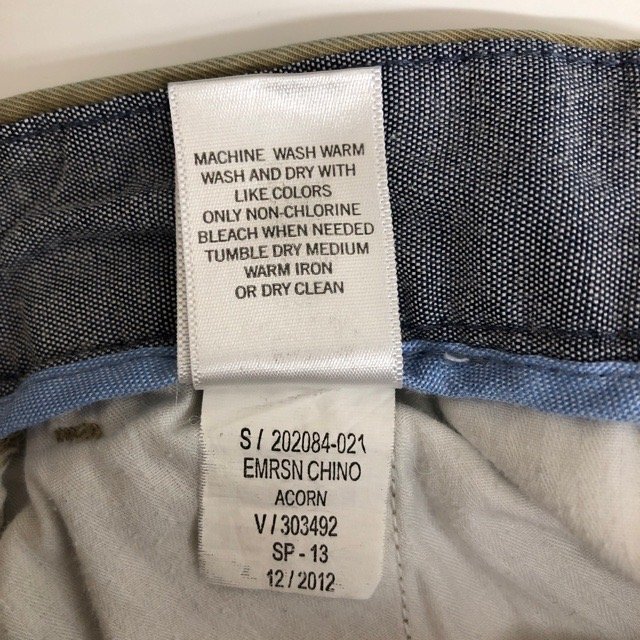 MACHINE WASH WARM
WASH AND DRY WITH
LIKE COLORS
ONLY NON-CHLORINE
BLEACH WHEN NEEDED
TUMBLE DRY MEDIUM
WARM IRON
OR DRY CLEAN
S / 202084-021
EMRSN CHINO
ACORN
V / 303492
SP - 13
12 / 2012